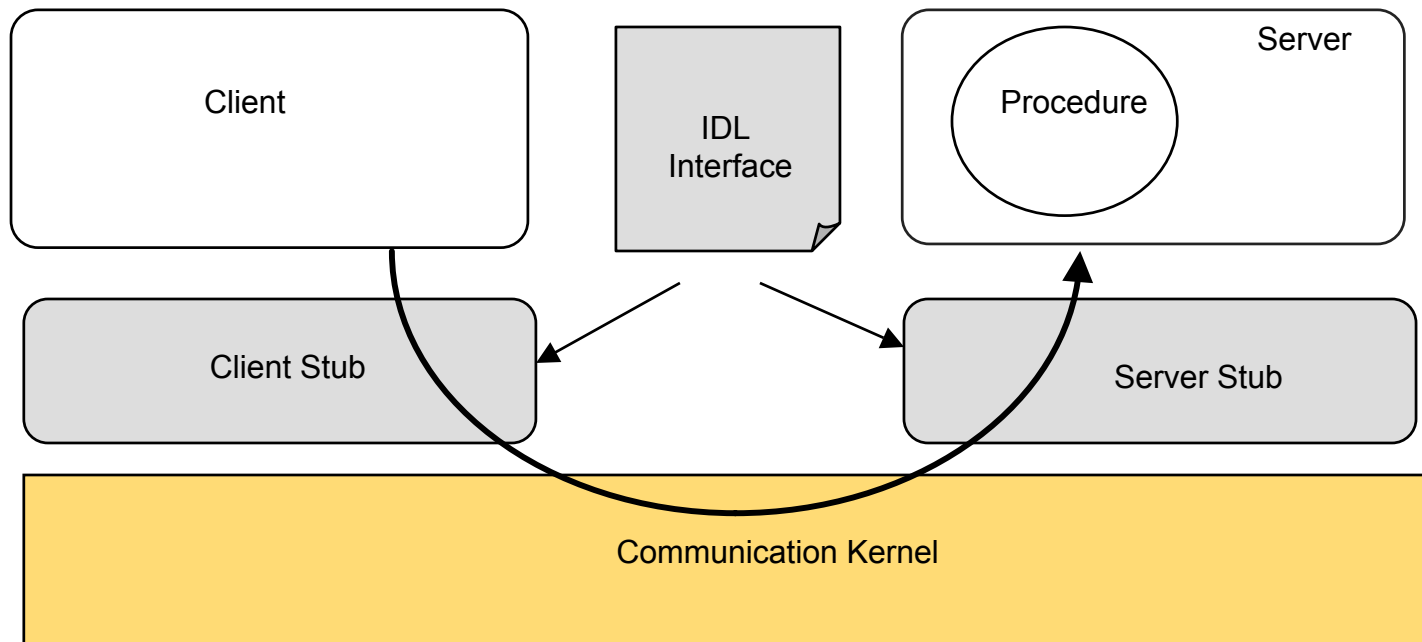 Client
IDL
Interface
Server
Procedure
Client Stub
Server Stub
Communication Kernel